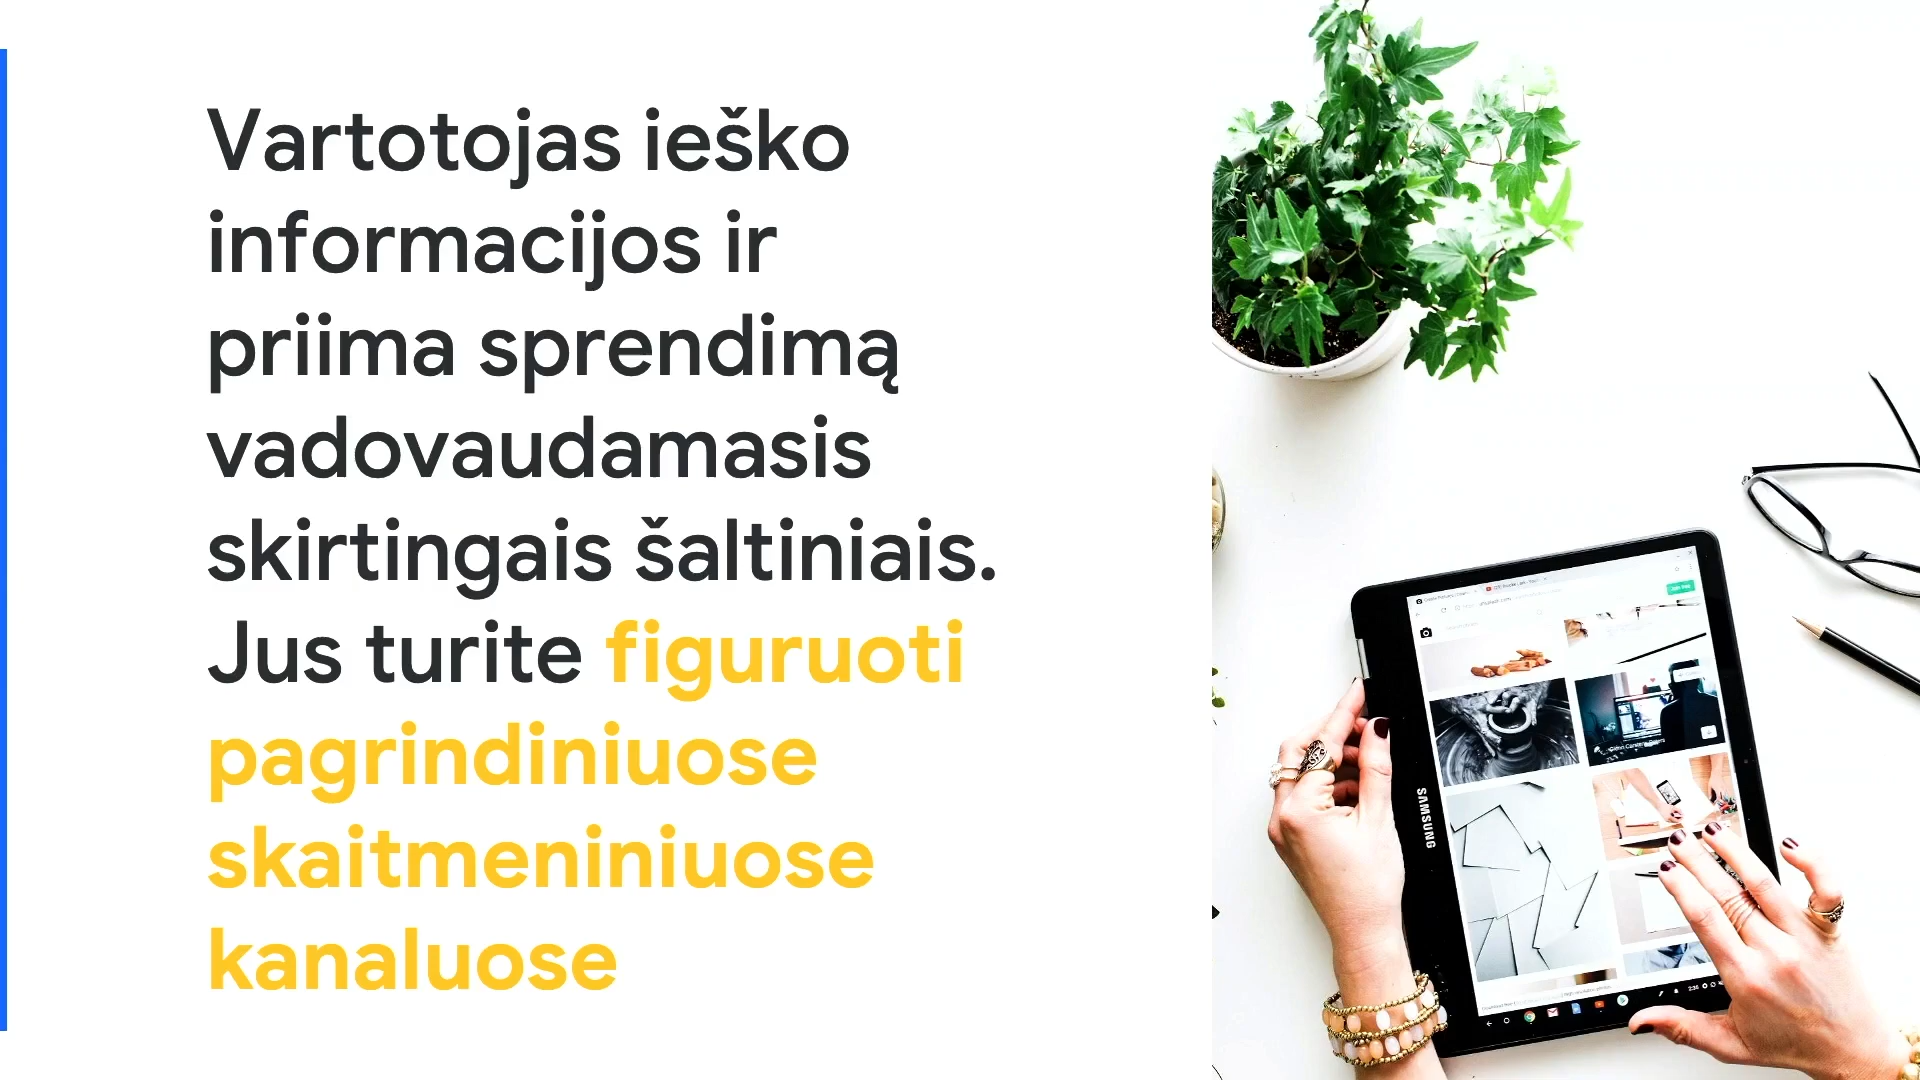 Vartotojas ieško
informacijos ir
priima sprendimą
vadovaudamasis
skirtingais šaltiniais.
Jus turite figuruoti
pagrindiniuose
skaitmeniniuose
kanaluose
SAMSUNG